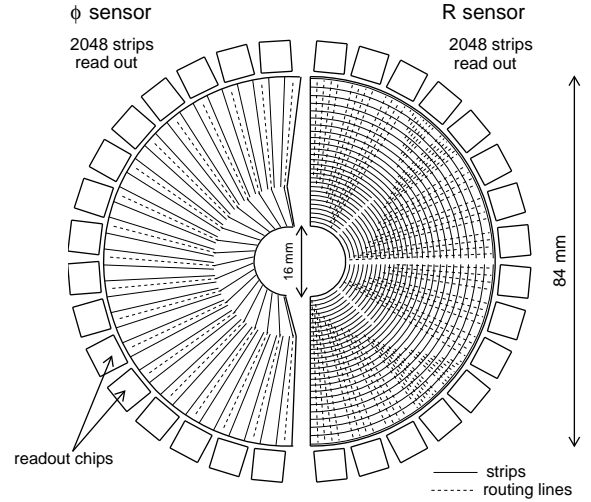 ϕ sensor
2048 strips
read out
R sensor
2048 strips
read out
16 mm
84 mm
readout chips
strips
routing lines